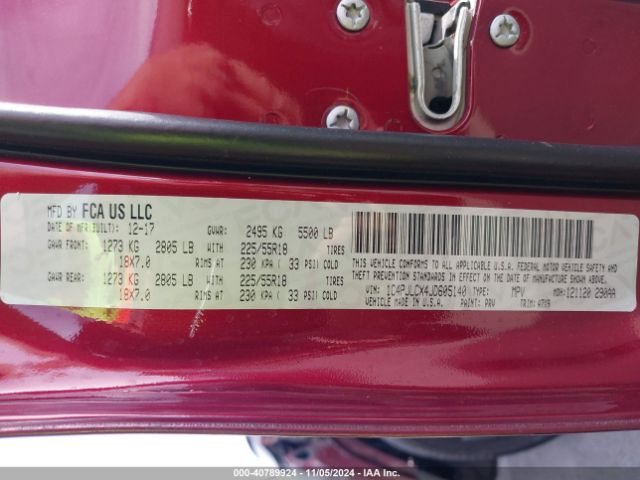 MFD BY FCA US LLC
DATE OF MFR(BUILT): 12-17 GVWR: 2495 KG 5500 LB
GAWR FRONT: 1273 KG 2805 LB WITH 225/55R18 TIRES
18X7.0 RIMS AT 230 KPA ( 33 PSI) COLD
GAWR REAR: 1273 KG 2805 LB WITH 225/55R18 TIRES
18X7.0 RIMS AT 230 KPA ( 33 PSI) COLD
THIS VEHICLE CONFORMS TO ALL APPLICABLE U.S.A. FEDERAL MOTOR VEHICLE SAFETY AND
THEFT PREVENTION STANDARDS IN EFFECT ON THE DATE OF MANUFACTURE SHOWN ABOVE.
VIN: 1C4PJLCX4JD605140 TYPE: MPV MDH: 121120 290AA
MADE IN U.S.A. PAINT: PRV TRIM:
000-40789924 | 11/05/2024 | IAA Inc.